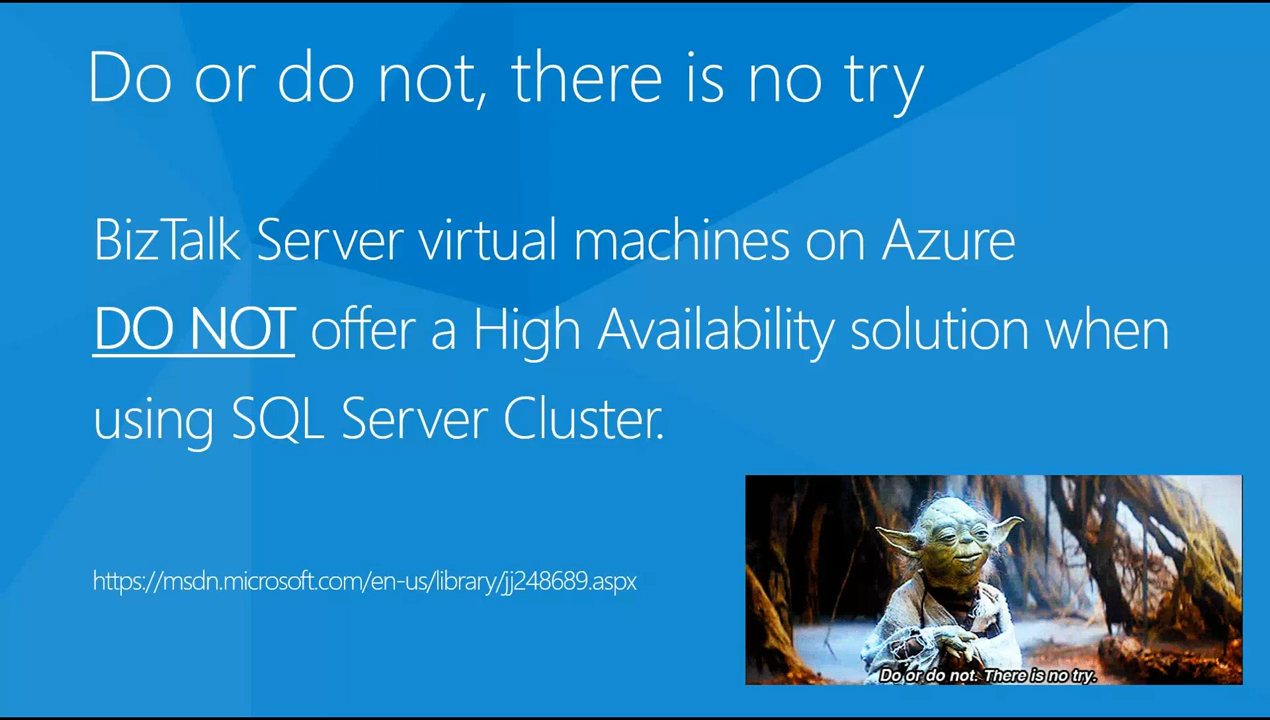 Do or do not, there is no try
BizTalk Server virtual machines on Azure
DO NOT offer a High Availability solution when
using SQL Server Cluster.
https://msdn.microsoft.com/en-us/library/jj248689.aspx
Do or do not. There is no try.